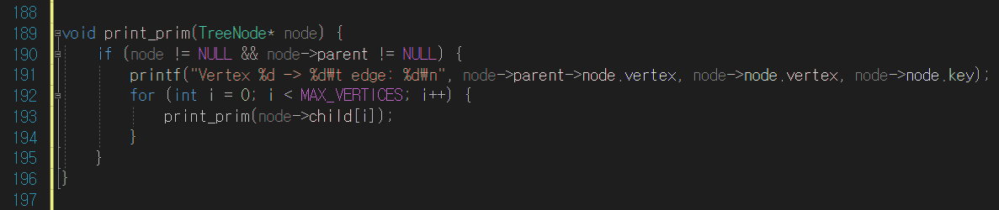 188
189 void print_prim(TreeNode* node) {
190 if (node != NULL && node->parent != NULL) {
191 printf("Vertex %d -> %d₩t edge: %d₩n", node->parent->node.vertex, node->node.vertex, node->node.key);
192 for (int i = 0; i < MAX_VERTICES; i++) {
193 print_prim(node->child[i]);
194 }
195 }
196 }
197